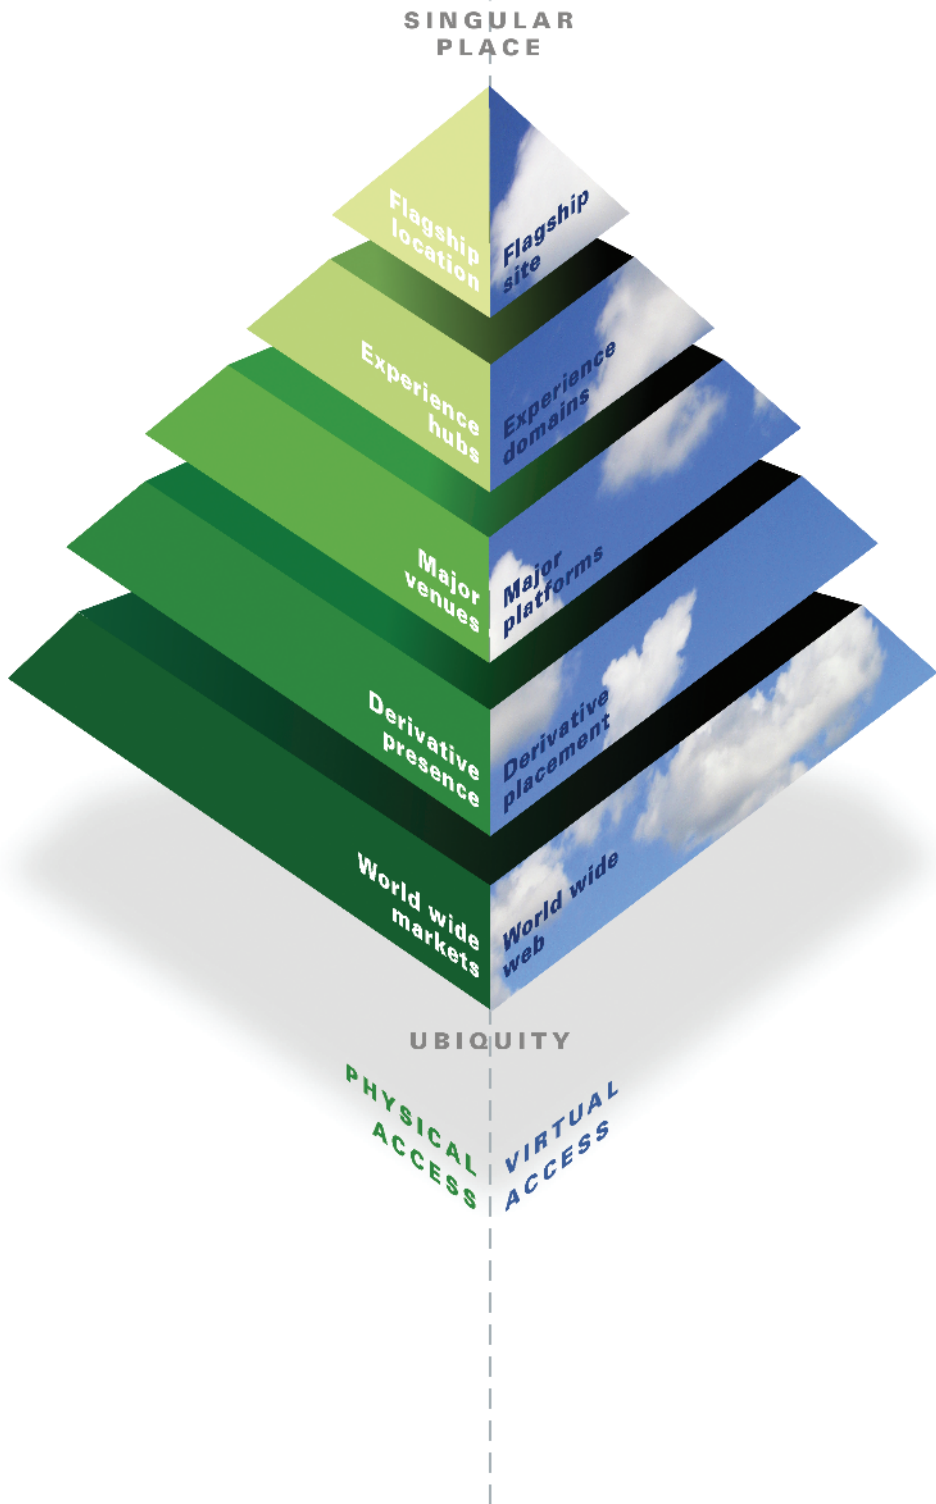 SINGULAR
PLACE
Flagship
location
Flagship
site
Experience
hubs
Experience
domains
Major
venues
Major
platforms
Derivative
presence
Derivative
placement
World wide
markets
World wide
web
UBIQUITY
PHYSICAL
ACCESS
VIRTUAL
ACCESS